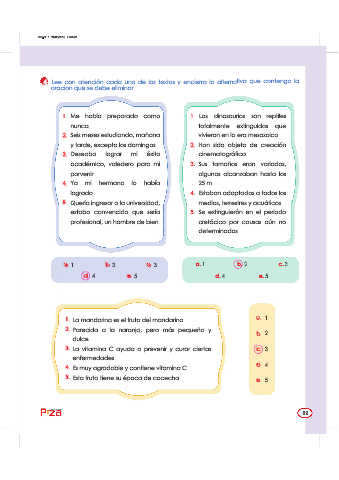 Lee con atención cada uno de los textos y encierra la alternativa que contenga la
oración que se debe eliminar
1. Me había preparado como
nunca
2. Seis meses estudiando, mañana
y tarde, excepto los domingos
3. Deseaba lograr mi éxito
académico, valedero para mi
porvenir
4. Ya mi hermano lo había
logrado
5. Quería ingresar a la universidad,
estaba convencido que sería
profesional, un hombre de bien
1. Los dinosaurios son reptiles
totalmente extinguidos que
vivieron en la era mesozoica
2. Han sido objeto de creación
cinematográfica
3. Sus tamaños eran variados,
algunos alcanzaban hasta los
25 m
4. Estaban adaptados a todos los
medios, terrestres y acuáticos
5. Se extinguieron en el período
cretácico por causas aún no
determinadas
a. 1 b. 2 c. 3
d. 4 e. 5
a. 1 b. 2 c. 3
d. 4 e. 5
1. La mandarina es el fruto del mandarino
2. Parecida a la naranja, pero más pequeña y
dulce
3. La vitamina C ayuda a prevenir y curar ciertas
enfermedades
4. Es muy agradable y contiene vitamina C
5. Esta fruta tiene su época de cosecha
a. 1
b. 2
c. 3
d. 4
e. 5